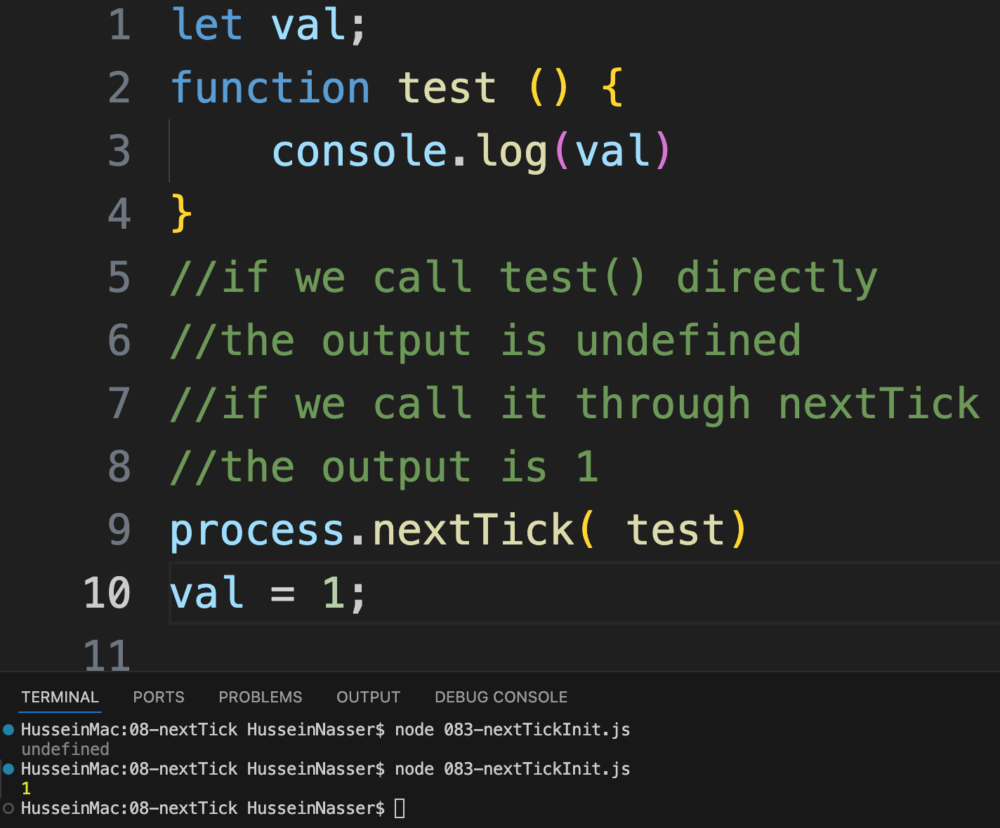 1 let val;
2 function test () {
3     console.log(val)
4 }
5 //if we call test() directly
6 //the output is undefined
7 //if we call it through nextTick
8 //the output is 1
9 process.nextTick( test)
10 val = 1;
11
TERMINAL PORTS PROBLEMS OUTPUT DEBUG CONSOLE
HusseinMac:08-nextTick HusseinNasser$ node 083-nextTickInit.js
undefined
HusseinMac:08-nextTick HusseinNasser$ node 083-nextTickInit.js
1
HusseinMac:08-nextTick HusseinNasser$